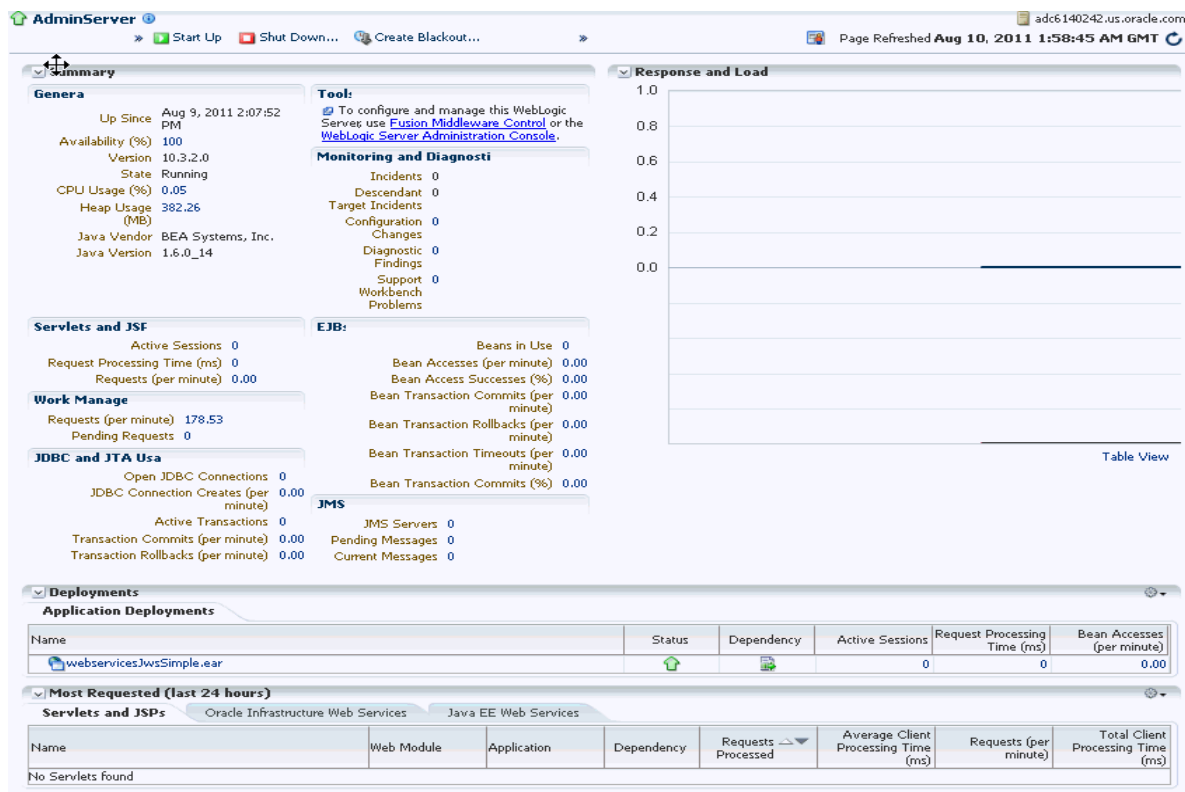 AdminServer
adc6140242.us.oracle.com
» Start Up Shut Down... Create Blackout... »
Page Refreshed Aug 10, 2011 1:58:45 AM GMT
Summary
Genera
Up Since Aug 9, 2011 2:07:52
PM
Availability (%) 100
Version 10.3.2.0
State Running
CPU Usage (%) 0.05
Heap Usage 382.26
(MB)
Java Vendor BEA Systems, Inc.
Java Version 1.6.0_14
Tool:
To configure and manage this WebLogic
Server, use Fusion Middleware Control or the
WebLogic Server Administration Console.
Monitoring and Diagnosti
Incidents 0
Descendant 0
Target Incidents
Configuration 0
Changes
Diagnostic 0
Findings
Support 0
Workbench
Problems
Servlets and JSF
Active Sessions 0
Request Processing Time (ms) 0
Requests (per minute) 0.00
Work Manage
Requests (per minute) 178.53
Pending Requests 0
JDBC and JTA Usa
Open JDBC Connections 0
JDBC Connection Creates (per 0.00
minute)
Active Transactions 0
Transaction Commits (per minute) 0.00
Transaction Rollbacks (per minute) 0.00
EJB:
Beans in Use 0
Bean Accesses (per minute) 0.00
Bean Access Successes (%) 0.00
Bean Transaction Commits (per 0.00
minute)
Bean Transaction Rollbacks (per 0.00
minute)
Bean Transaction Timeouts (per 0.00
minute)
Bean Transaction Commits (%) 0.00
JMS
JMS Servers 0
Pending Messages 0
Current Messages 0
Response and Load
1.0
0.8
0.6
0.4
0.2
0.0
Table View
Deployments
Application Deployments
Name Status Dependency Active Sessions Request Processing Time (ms) Bean Accesses (per minute)
webservicesJwsSimple.ear 0 0 0.00
Most Requested (last 24 hours)
Servlets and JSPs Oracle Infrastructure Web Services Java EE Web Services
Name Web Module Application Dependency Requests Processed Average Client Processing Time (ms) Requests (per minute) Total Client Processing Time (ms)
No Servlets found